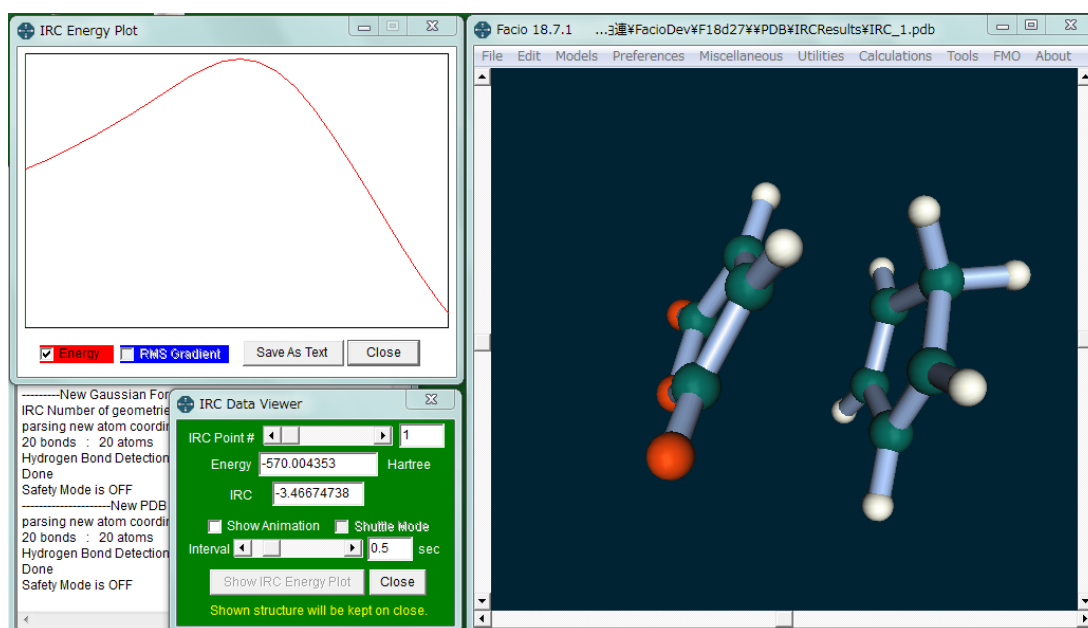 IRC Energy Plot
Energy
RMS Gradient
Save As Text
Close
---------New Gaussian For
IRC Number of geometrie
parsing new atom coordin
20 bonds : 20 atoms
Hydrogen Bond Detection
Done
Safety Mode is OFF
----------------------New PDB
parsing new atom coordin
20 bonds : 20 atoms
Hydrogen Bond Detection
Done
Safety Mode is OFF
IRC Data Viewer
IRC Point # 1
Energy -570.004353 Hartree
IRC -3.46674738
Show Animation Shuttle Mode
Interval 0.5 sec
Show IRC Energy Plot Close
Shown structure will be kept on close.
Facio 18.7.1 ...ﾖ連¥FacioDev¥F18d27¥¥PDB¥IRCResults¥IRC_1.pdb
File Edit Models Preferences Miscellaneous Utilities Calculations Tools FMO About